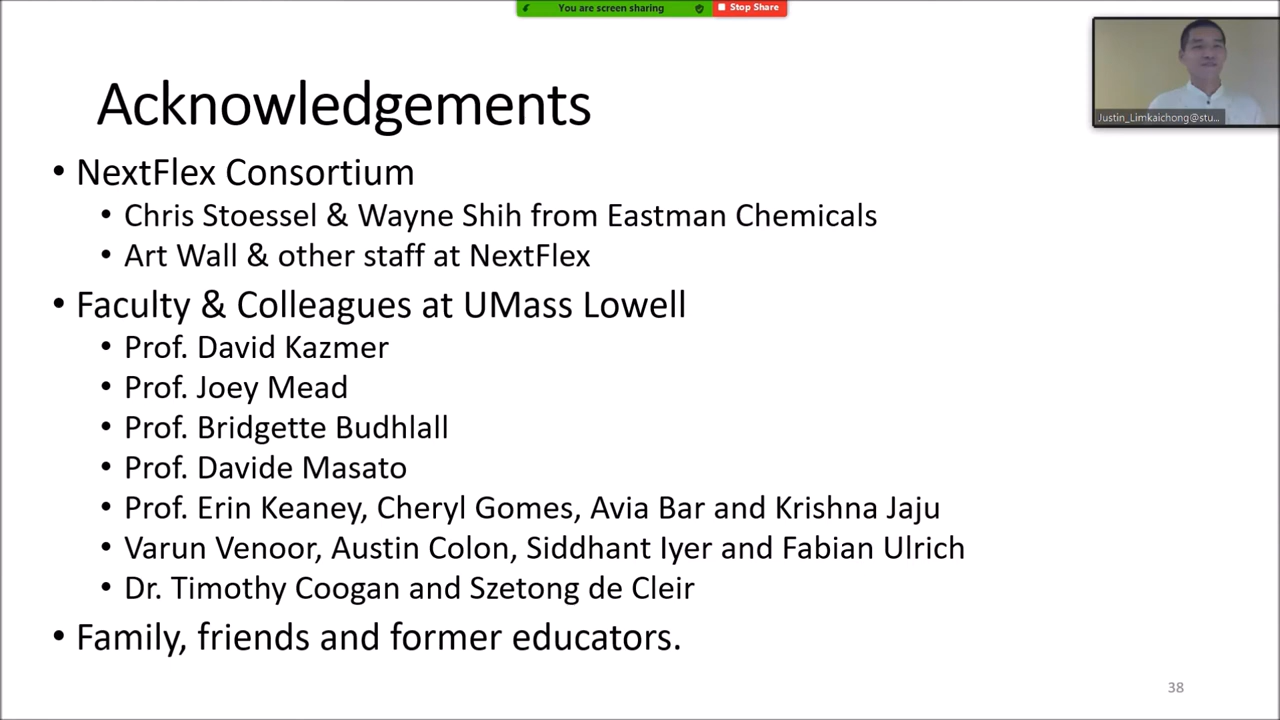 You are screen sharing
Stop Share
Justin_Limkaichong@stu...
Acknowledgements
• NextFlex Consortium
• Chris Stoessel & Wayne Shih from Eastman Chemicals
• Art Wall & other staff at NextFlex
• Faculty & Colleagues at UMass Lowell
• Prof. David Kazmer
• Prof. Joey Mead
• Prof. Bridgette Budhlall
• Prof. Davide Masato
• Prof. Erin Keaney, Cheryl Gomes, Avia Bar and Krishna Jaju
• Varun Venoor, Austin Colon, Siddhant Iyer and Fabian Ulrich
• Dr. Timothy Coogan and Szetong de Cleir
• Family, friends and former educators.
38